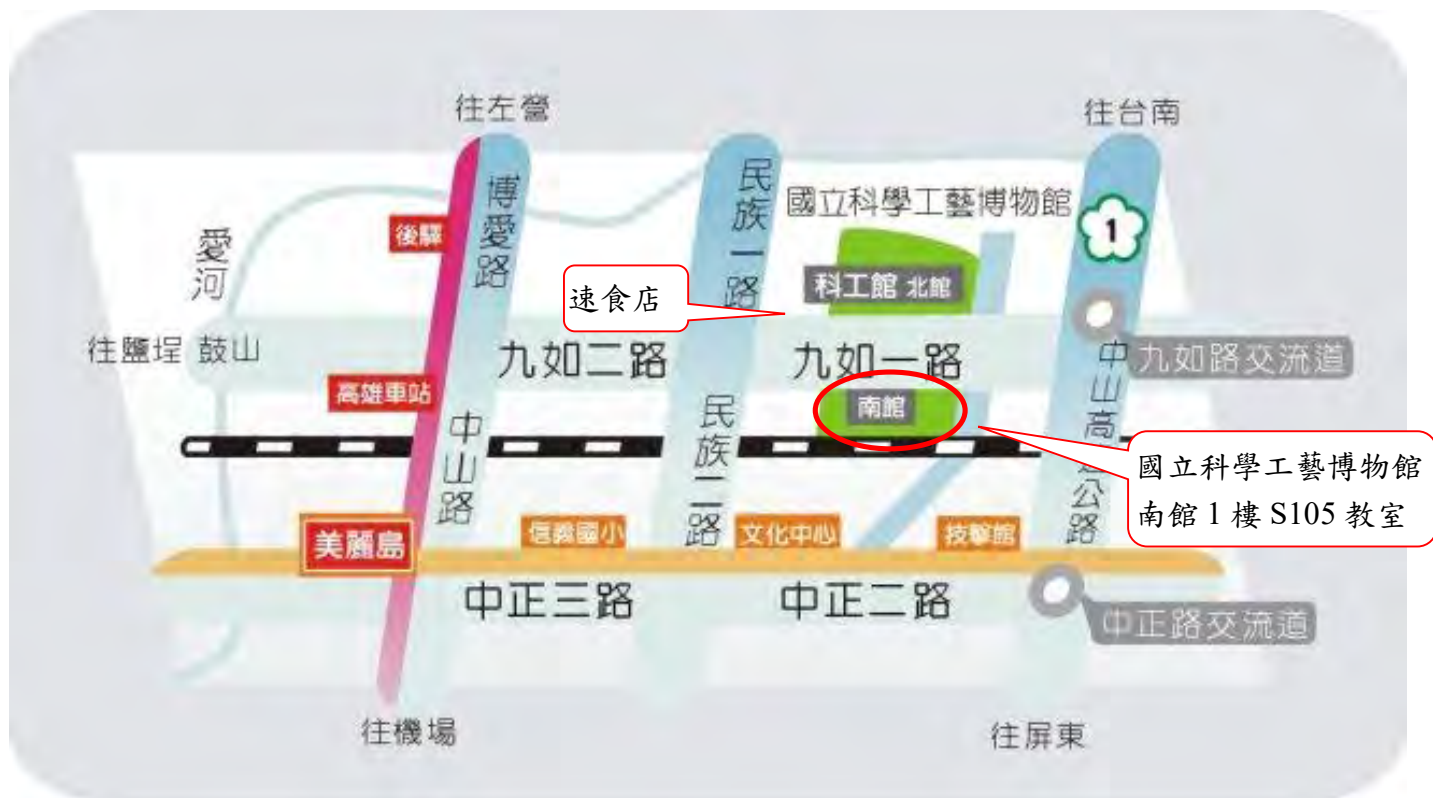 往左營
往台南
博愛路
民族一路
國立科學工藝博物館
1
後驛
愛河
科工館 北館
速食店
往鹽埕 鼓山
九如二路
九如一路
九如路交流道
高雄車站
南館
中山路
民族二路
中山高
公路
國立科學工藝博物館
南館 1 樓 S105 教室
美麗島
信義國小
文化中心
技擊館
中正三路
中正二路
中正路交流道
往機場
往屏東